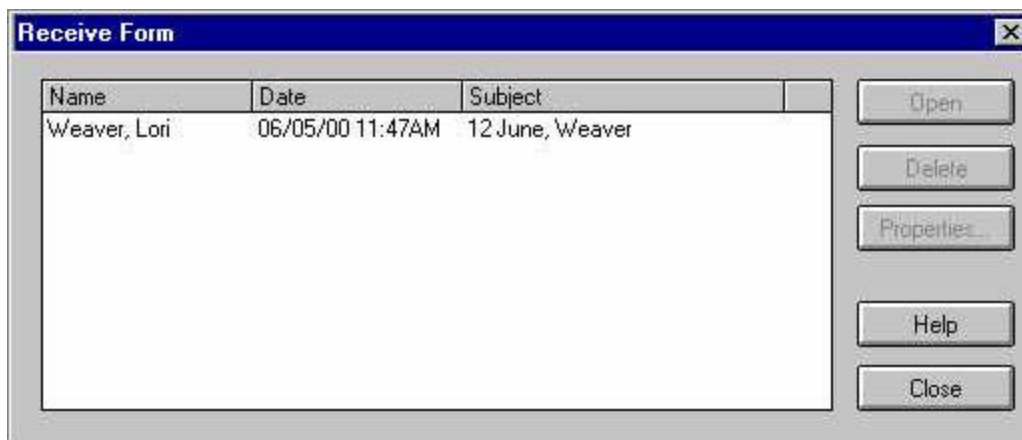 Receive Form
Name Date Subject
Weaver, Lori 06/05/00 11:47AM 12 June, Weaver
Open
Delete
Properties...
Help
Close